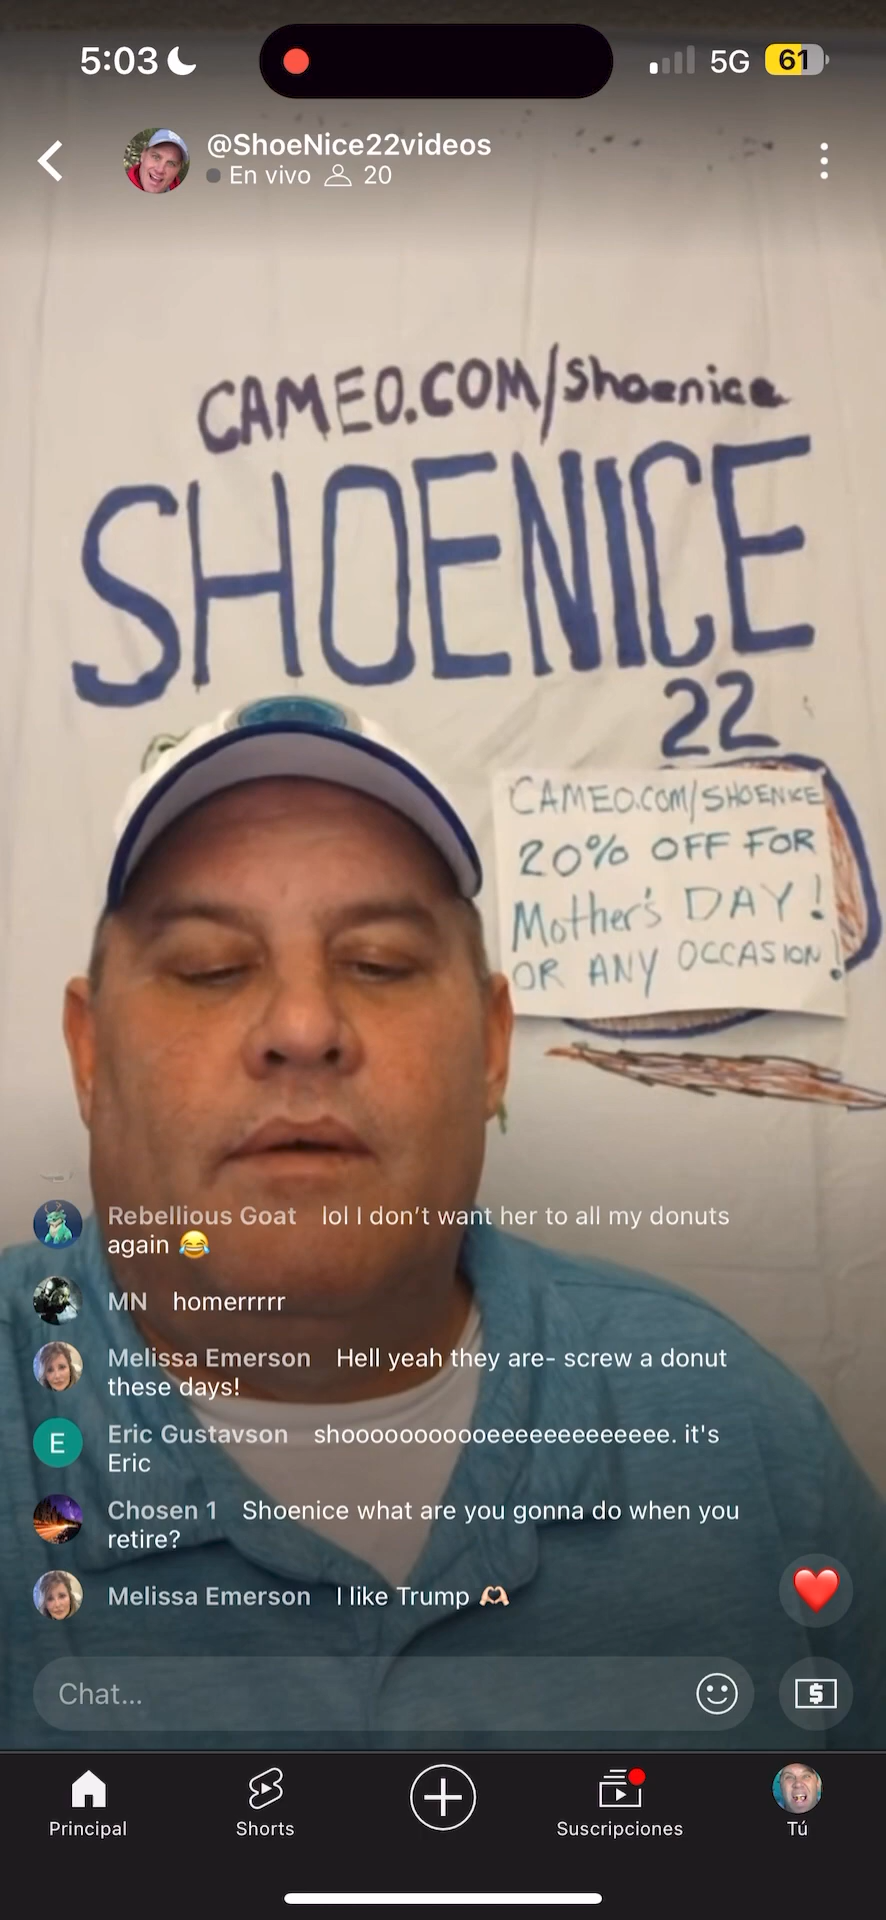 5:03
5G
61
@ShoeNice22videos
En vivo 20
CAMEO.COM/Shoenice
SHOENICE
22
CAMEO.COM/SHOENICE
20% OFF FOR
Mother's DAY!
OR ANY OCCASION!
Rebellious Goat lol I don't want her to all my donuts
again 😂
MN homerrrrr
Melissa Emerson Hell yeah they are- screw a donut
these days!
E
Eric Gustavson shooooooooooeeeeeeeeeeeee. it's
Eric
Chosen 1 Shoenice what are you gonna do when you
retire?
Melissa Emerson I like Trump 🫶🏻
Chat...
Principal
Shorts
Suscripciones
Tú